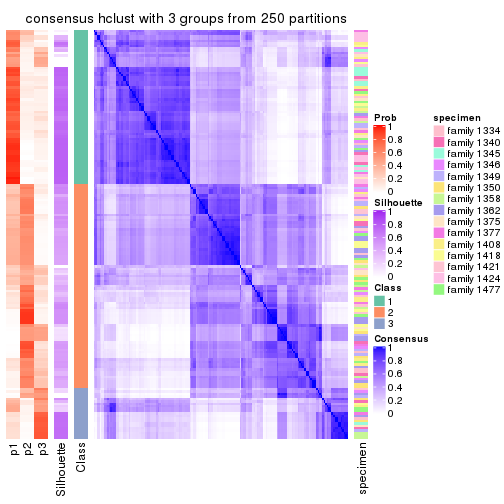 consensus hclust with 3 groups from 250 partitions
p1
p2
p3
Silhouette
Class
specimen
Prob
1
0.8
0.6
0.4
0.2
0
Silhouette
1
0.8
0.6
0.4
0.2
0
Class
1
2
3
Consensus
1
0.8
0.6
0.4
0.2
0
specimen
family 1334
family 1340
family 1345
family 1346
family 1349
family 1350
family 1358
family 1362
family 1375
family 1377
family 1408
family 1418
family 1421
family 1424
family 1477